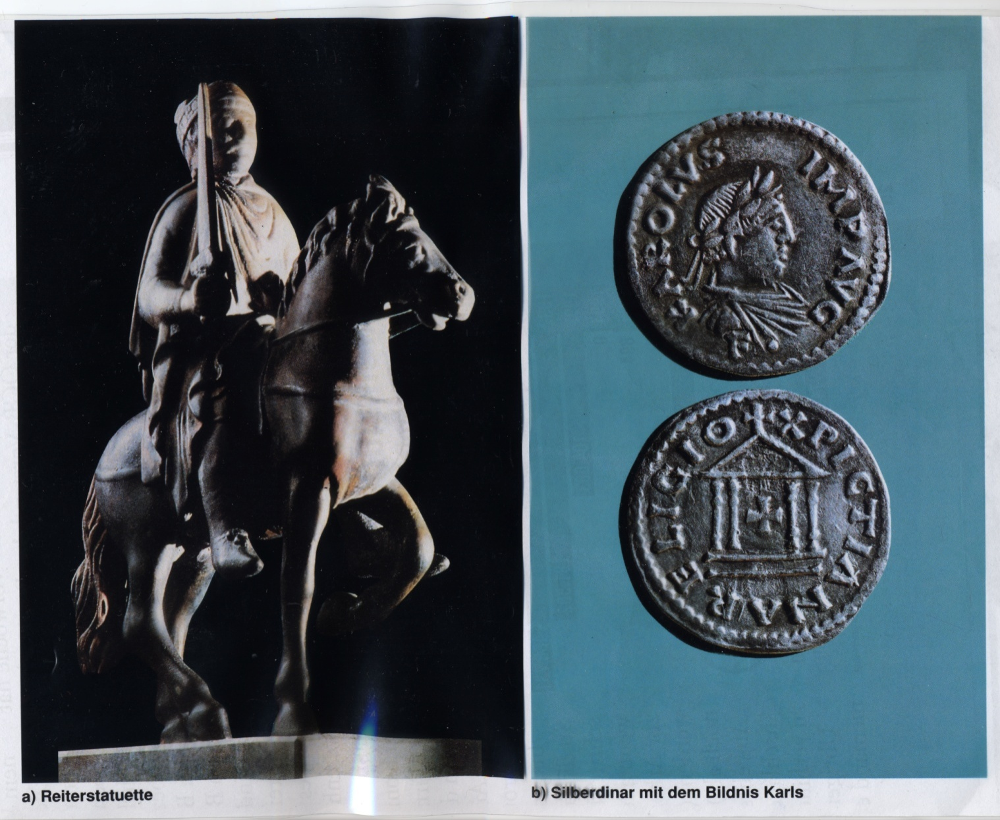 KAROLVS IMP AVG
F
XPICTIANA RELIGIO
a) Reiterstatuette
b) Silberdinar mit dem Bildnis Karls